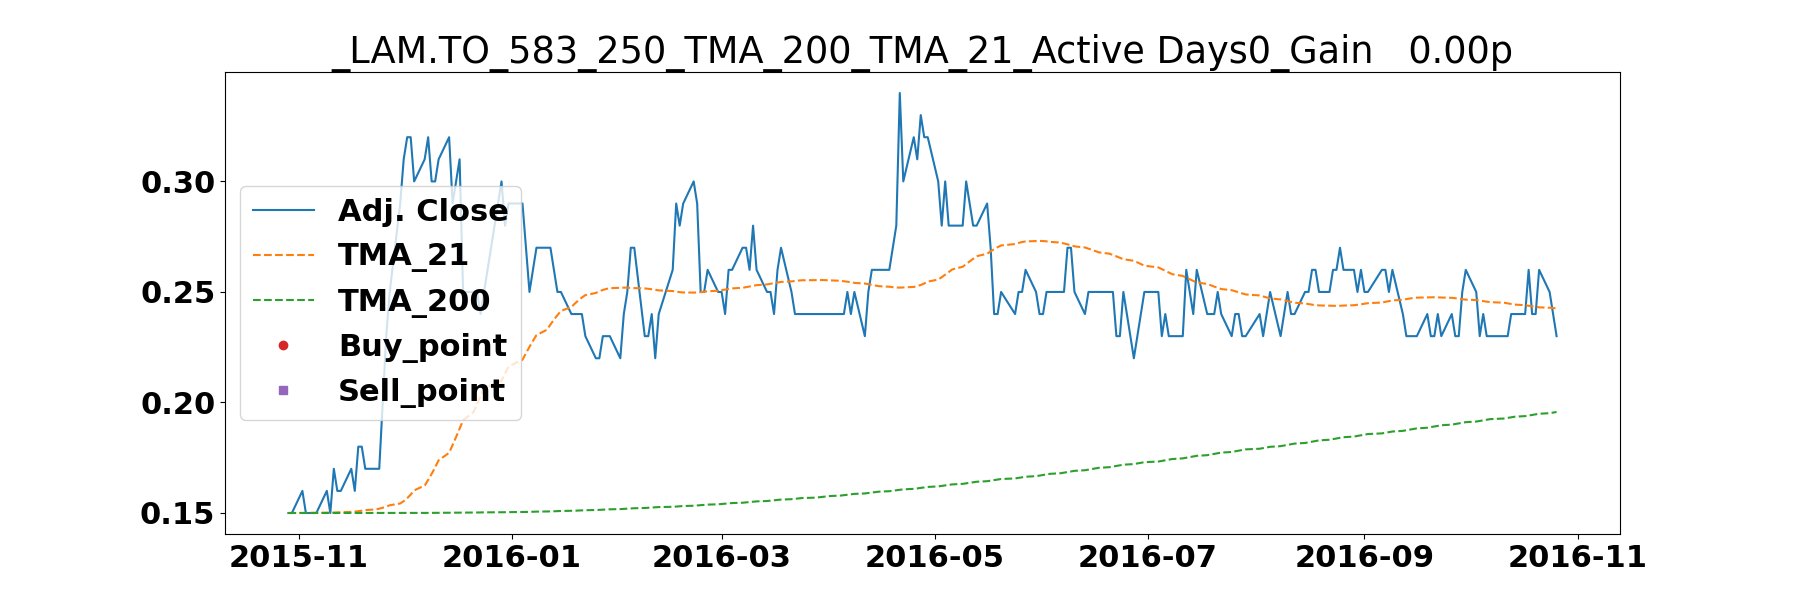 _LAM.TO_583_250_TMA_200_TMA_21_Active Days0_Gain   0.00p
0.30
0.25
0.20
0.15
Adj. Close
TMA_21
TMA_200
Buy_point
Sell_point
2015-11 2016-01 2016-03 2016-05 2016-07 2016-09 2016-11